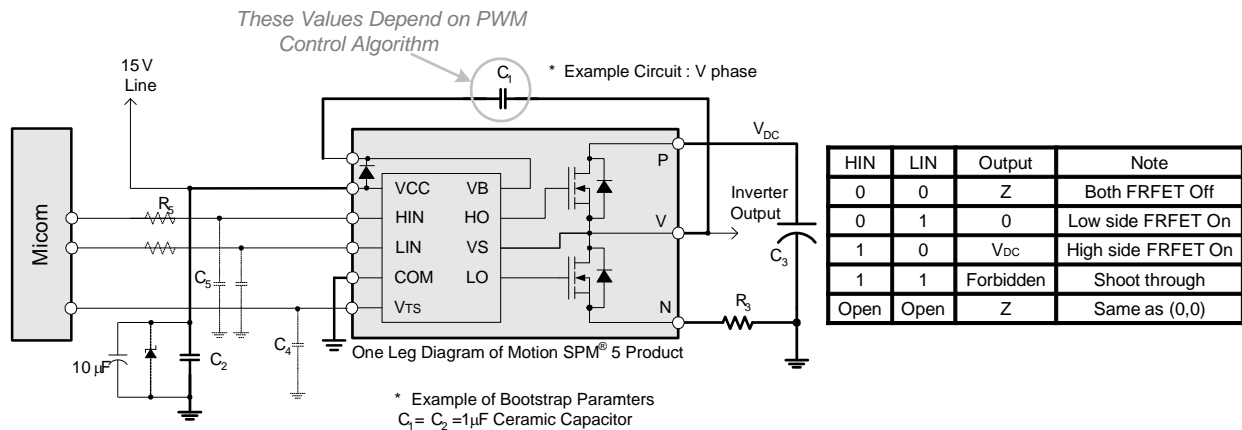 These Values Depend on PWM
Control Algorithm
C1
* Example Circuit : V phase
15 V
Line
VDC
P
Micom
R5
VCC VB
HIN HO
LIN VS
COM LO
VTS
V
N
Inverter
Output
C5
C4
C3
R3
10 μF
C2
One Leg Diagram of Motion SPM® 5 Product
* Example of Bootstrap Paramters
C1= C2 =1μF Ceramic Capacitor
HIN LIN Output Note
0 0 Z Both FRFET Off
0 1 0 Low side FRFET On
1 0 VDC High side FRFET On
1 1 Forbidden Shoot through
Open Open Z Same as (0,0)